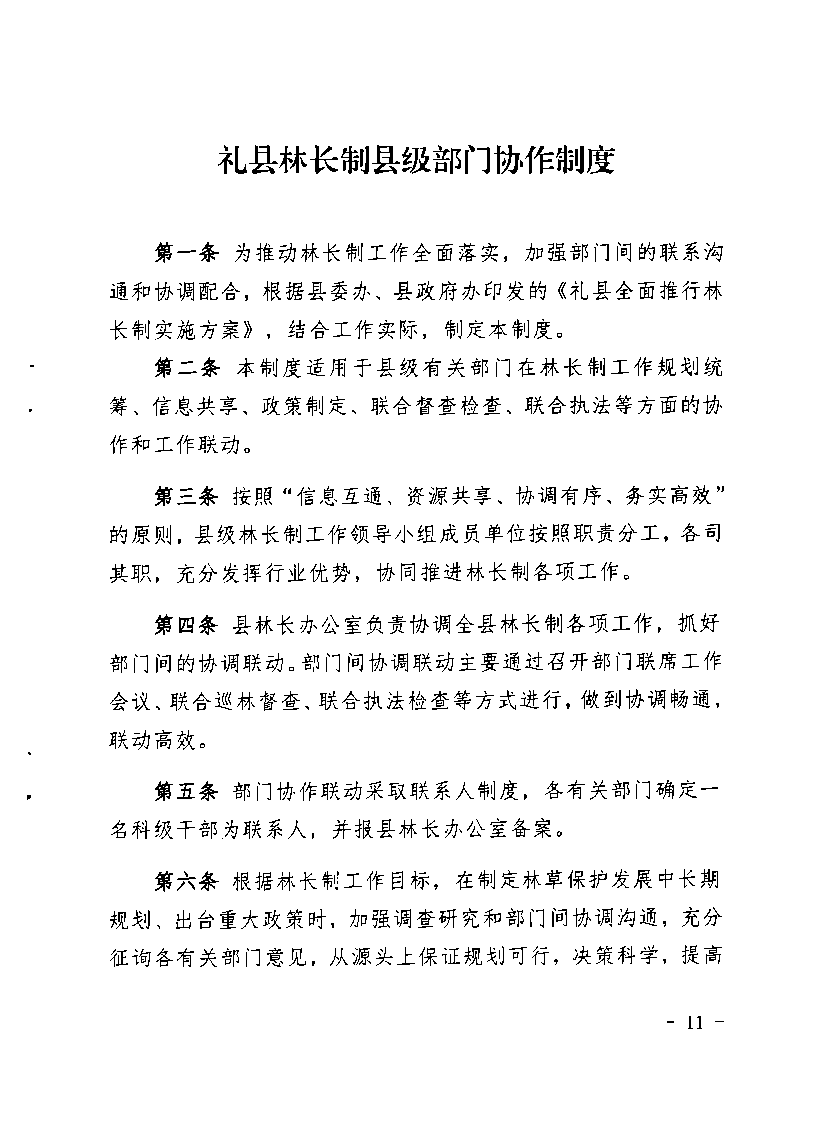 礼县林长制县级部门协作制度
第一条 为推动林长制工作全面落实，加强部门间的联系沟
通和协调配合，根据县委办、县政府办印发的《礼县全面推行林
长制实施方案》，结合工作实际，制定本制度。
第二条 本制度适用于县级有关部门在林长制工作规划统
筹、信息共享、政策制定、联合督查检查、联合执法等方面的协
作和工作联动。
第三条 按照“信息互通、资源共享、协调有序、务实高效”
的原则，县级林长制工作领导小组成员单位按照职责分工，各司
其职，充分发挥行业优势，协同推进林长制各项工作。
第四条 县林长办公室负责协调全县林长制各项工作，抓好
部门间的协调联动。部门间协调联动主要通过召开部门联席工作
会议、联合巡林督查、联合执法检查等方式进行，做到协调畅通，
联动高效。
第五条 部门协作联动采取联系人制度，各有关部门确定一
名科级干部为联系人，并报县林长办公室备案。
第六条 根据林长制工作目标，在制定林草保护发展中长期
规划、出台重大政策时，加强调查研究和部门间协调沟通，充分
征询各有关部门意见，从源头上保证规划可行，决策科学，提高
- 11 -